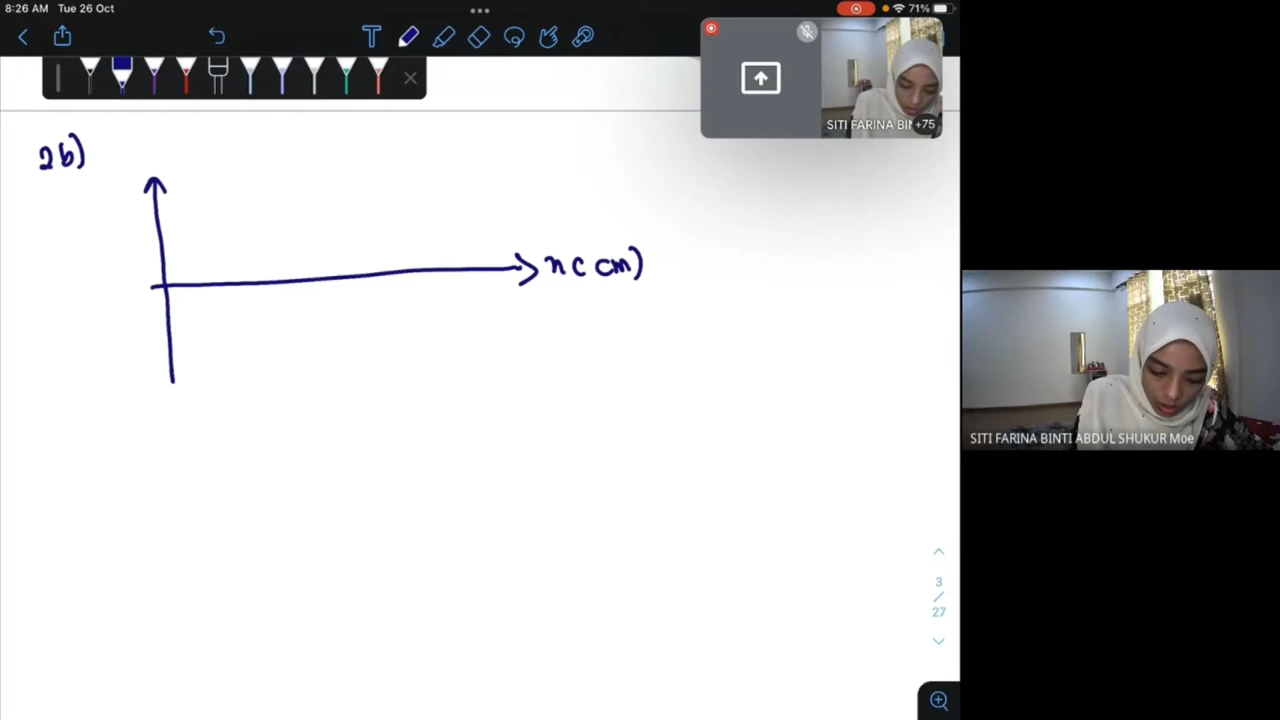 8:26 AM Tue 26 Oct
71%
T
SITI FARINA BIN +75
2b)
x (cm)
SITI FARINA BINTI ABDUL SHUKUR Moe
3
/
27